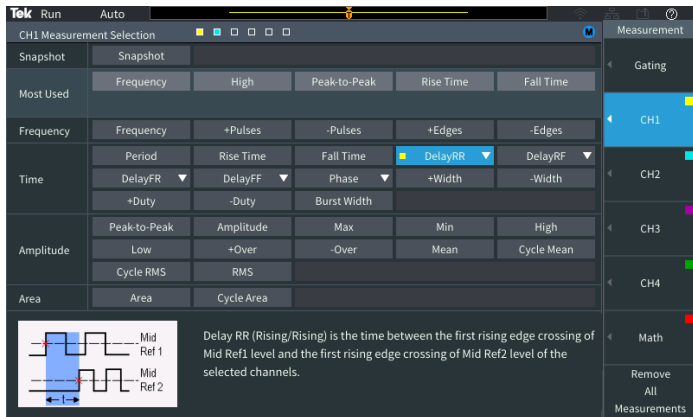 Tek Run Auto
CH1 Measurement Selection M Measurement
Snapshot Snapshot
Gating
Most Used Frequency High Peak-to-Peak Rise Time Fall Time
CH1
Frequency Frequency +Pulses -Pulses +Edges -Edges
Time Period Rise Time Fall Time DelayRR DelayRF
DelayFR DelayFF Phase +Width -Width
CH2
+Duty -Duty Burst Width
Amplitude Peak-to-Peak Amplitude Max Min High
CH3
Low +Over -Over Mean Cycle Mean
Cycle RMS RMS
CH4
Area Area Cycle Area
Mid
Ref 1
Mid
Ref 2
t
Delay RR (Rising/Rising) is the time between the first rising edge crossing of
Mid Ref1 level and the first rising edge crossing of Mid Ref2 level of the
selected channels.
Math
Remove
All
Measurements